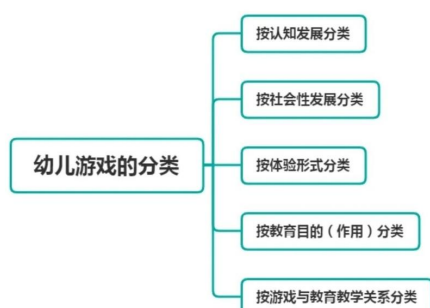 按认知发展分类
按社会性发展分类
幼儿游戏的分类
按体验形式分类
按教育目的（作用）分类
按游戏与教育教学关系分类